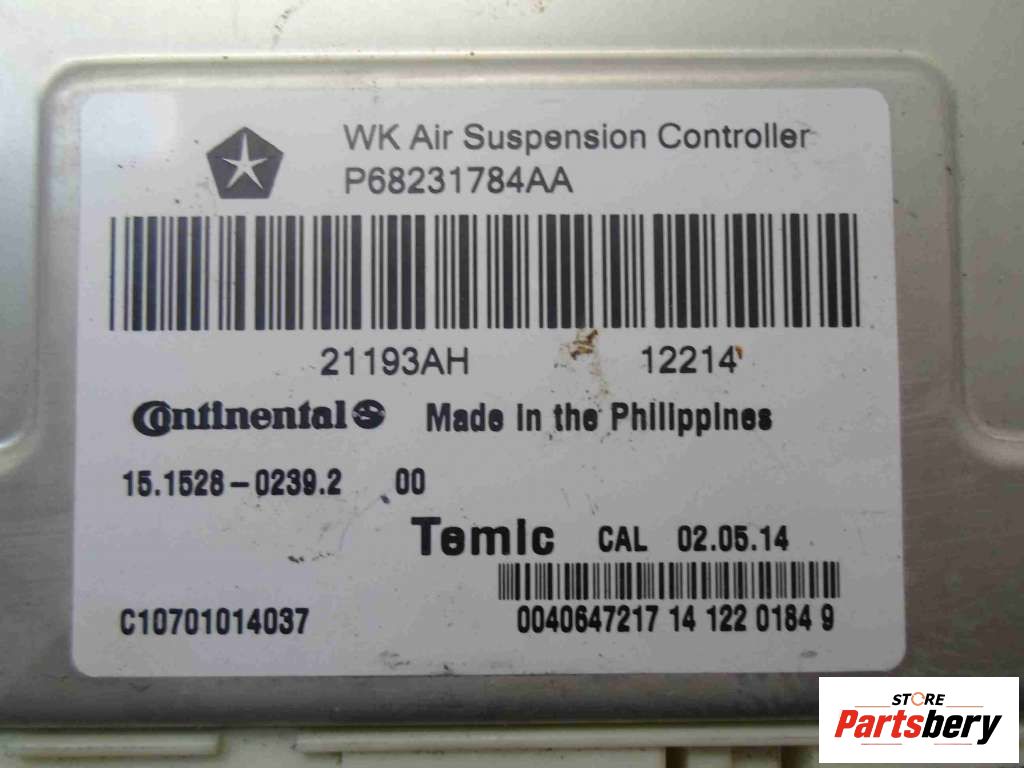 WK Air Suspension Controller
P68231784AA
21193AH 12214
Continental Made in the Philippines
15.1528-0239.2 00
Temic CAL 02.05.14
C10701014037 0040647217 14 122 0184 9
STORE
Partsbery